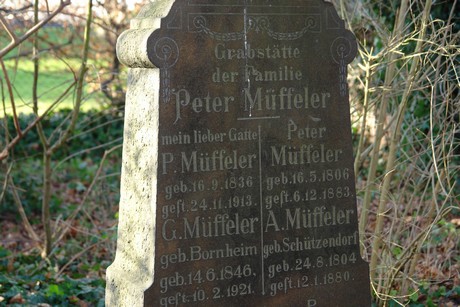 Grabstätte
der Familie
Peter Müffeler
mein lieber Gatte
P. Müffeler
geb. 16.9.1836
gest. 24.11.1913.
G. Müffeler
geb. Bornheim
geb. 14.6.1846.
gest. 10.2.1921.
Peter
Müffeler
geb. 16.5.1806
gest. 6.12.1883.
A. Müffeler
geb. Schützendorf
geb. 24.8.1804
gest. 12.1.1880.